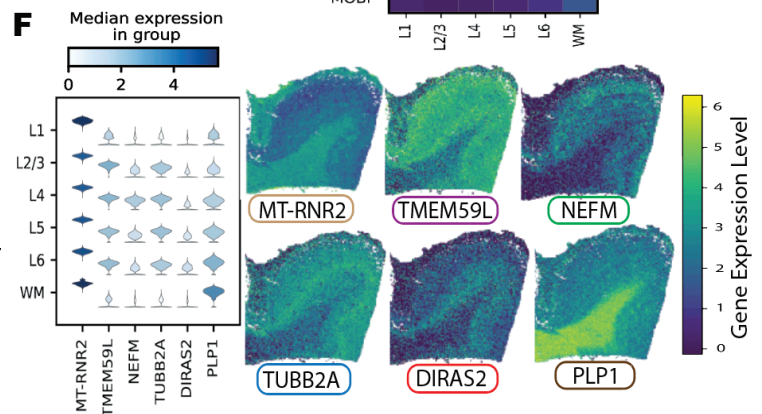 MOBP
L1 L2/3 L4 L5 L6 WM
F
Median expression
in group
0 2 4
L1
L2/3
L4
L5
L6
WM
MT-RNR2 TMEM59L NEFM TUBB2A DIRAS2 PLP1
MT-RNR2 TMEM59L NEFM
TUBB2A DIRAS2 PLP1
6
5
4
3
2
1
0
Gene Expression Level